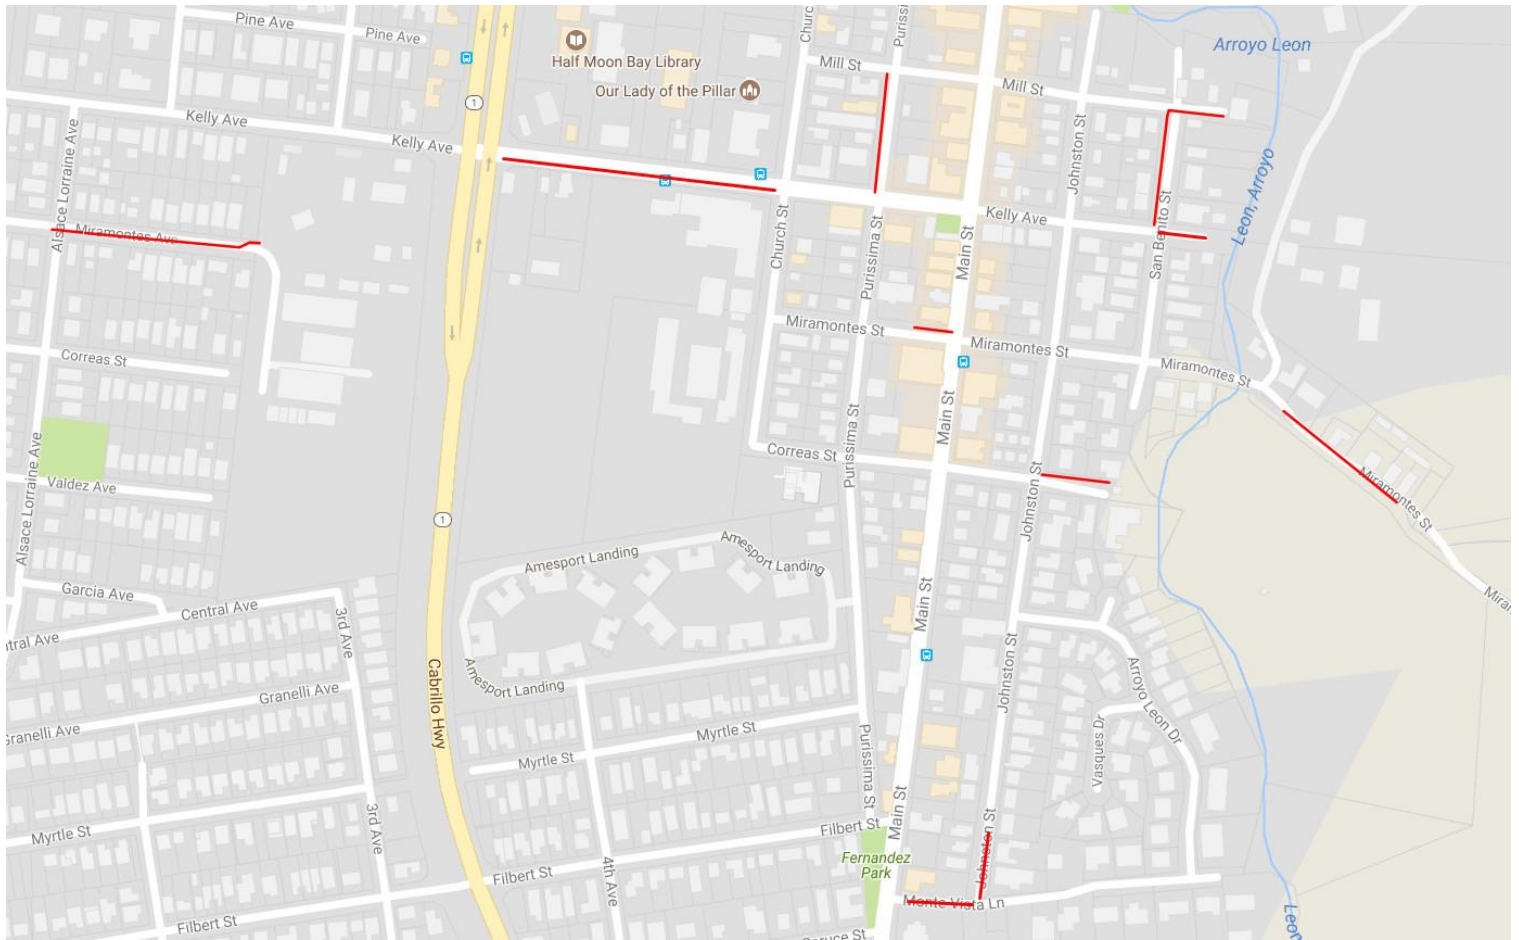 Pine Ave
Pine Ave
Half Moon Bay Library
Our Lady of the Pillar
1
Kelly Ave
Kelly Ave
Mill St
Mill St
Arroyo Leon
Leon, Arroyo
Johnston St
San Benito St
Kelly Ave
Alsace Lorraine Ave
Miramontes Ave
Church St
Purissima St
Main St
Miramontes St
Miramontes St
Miramontes St
Correas St
Main St
Purissima St
Correas St
Miramontes St
Valdez Ave
Alsace Lorraine Ave
1
Johnston St
Amesport Landing
Amesport Landing
Garcia Ave
Central Ave
3rd Ave
Main St
Johnston St
Amesport Landing
Granelli Ave
Granelli Ave
Cabrillo Hwy
Arroyo Leon Dr
Vasques Dr
Myrtle St
Myrtle St
Purissima St
Myrtle St
3rd Ave
Main St
Filbert St
Johnston St
Fernandez
Park
Filbert St
4th Ave
Monte Vista Ln
Filbert St